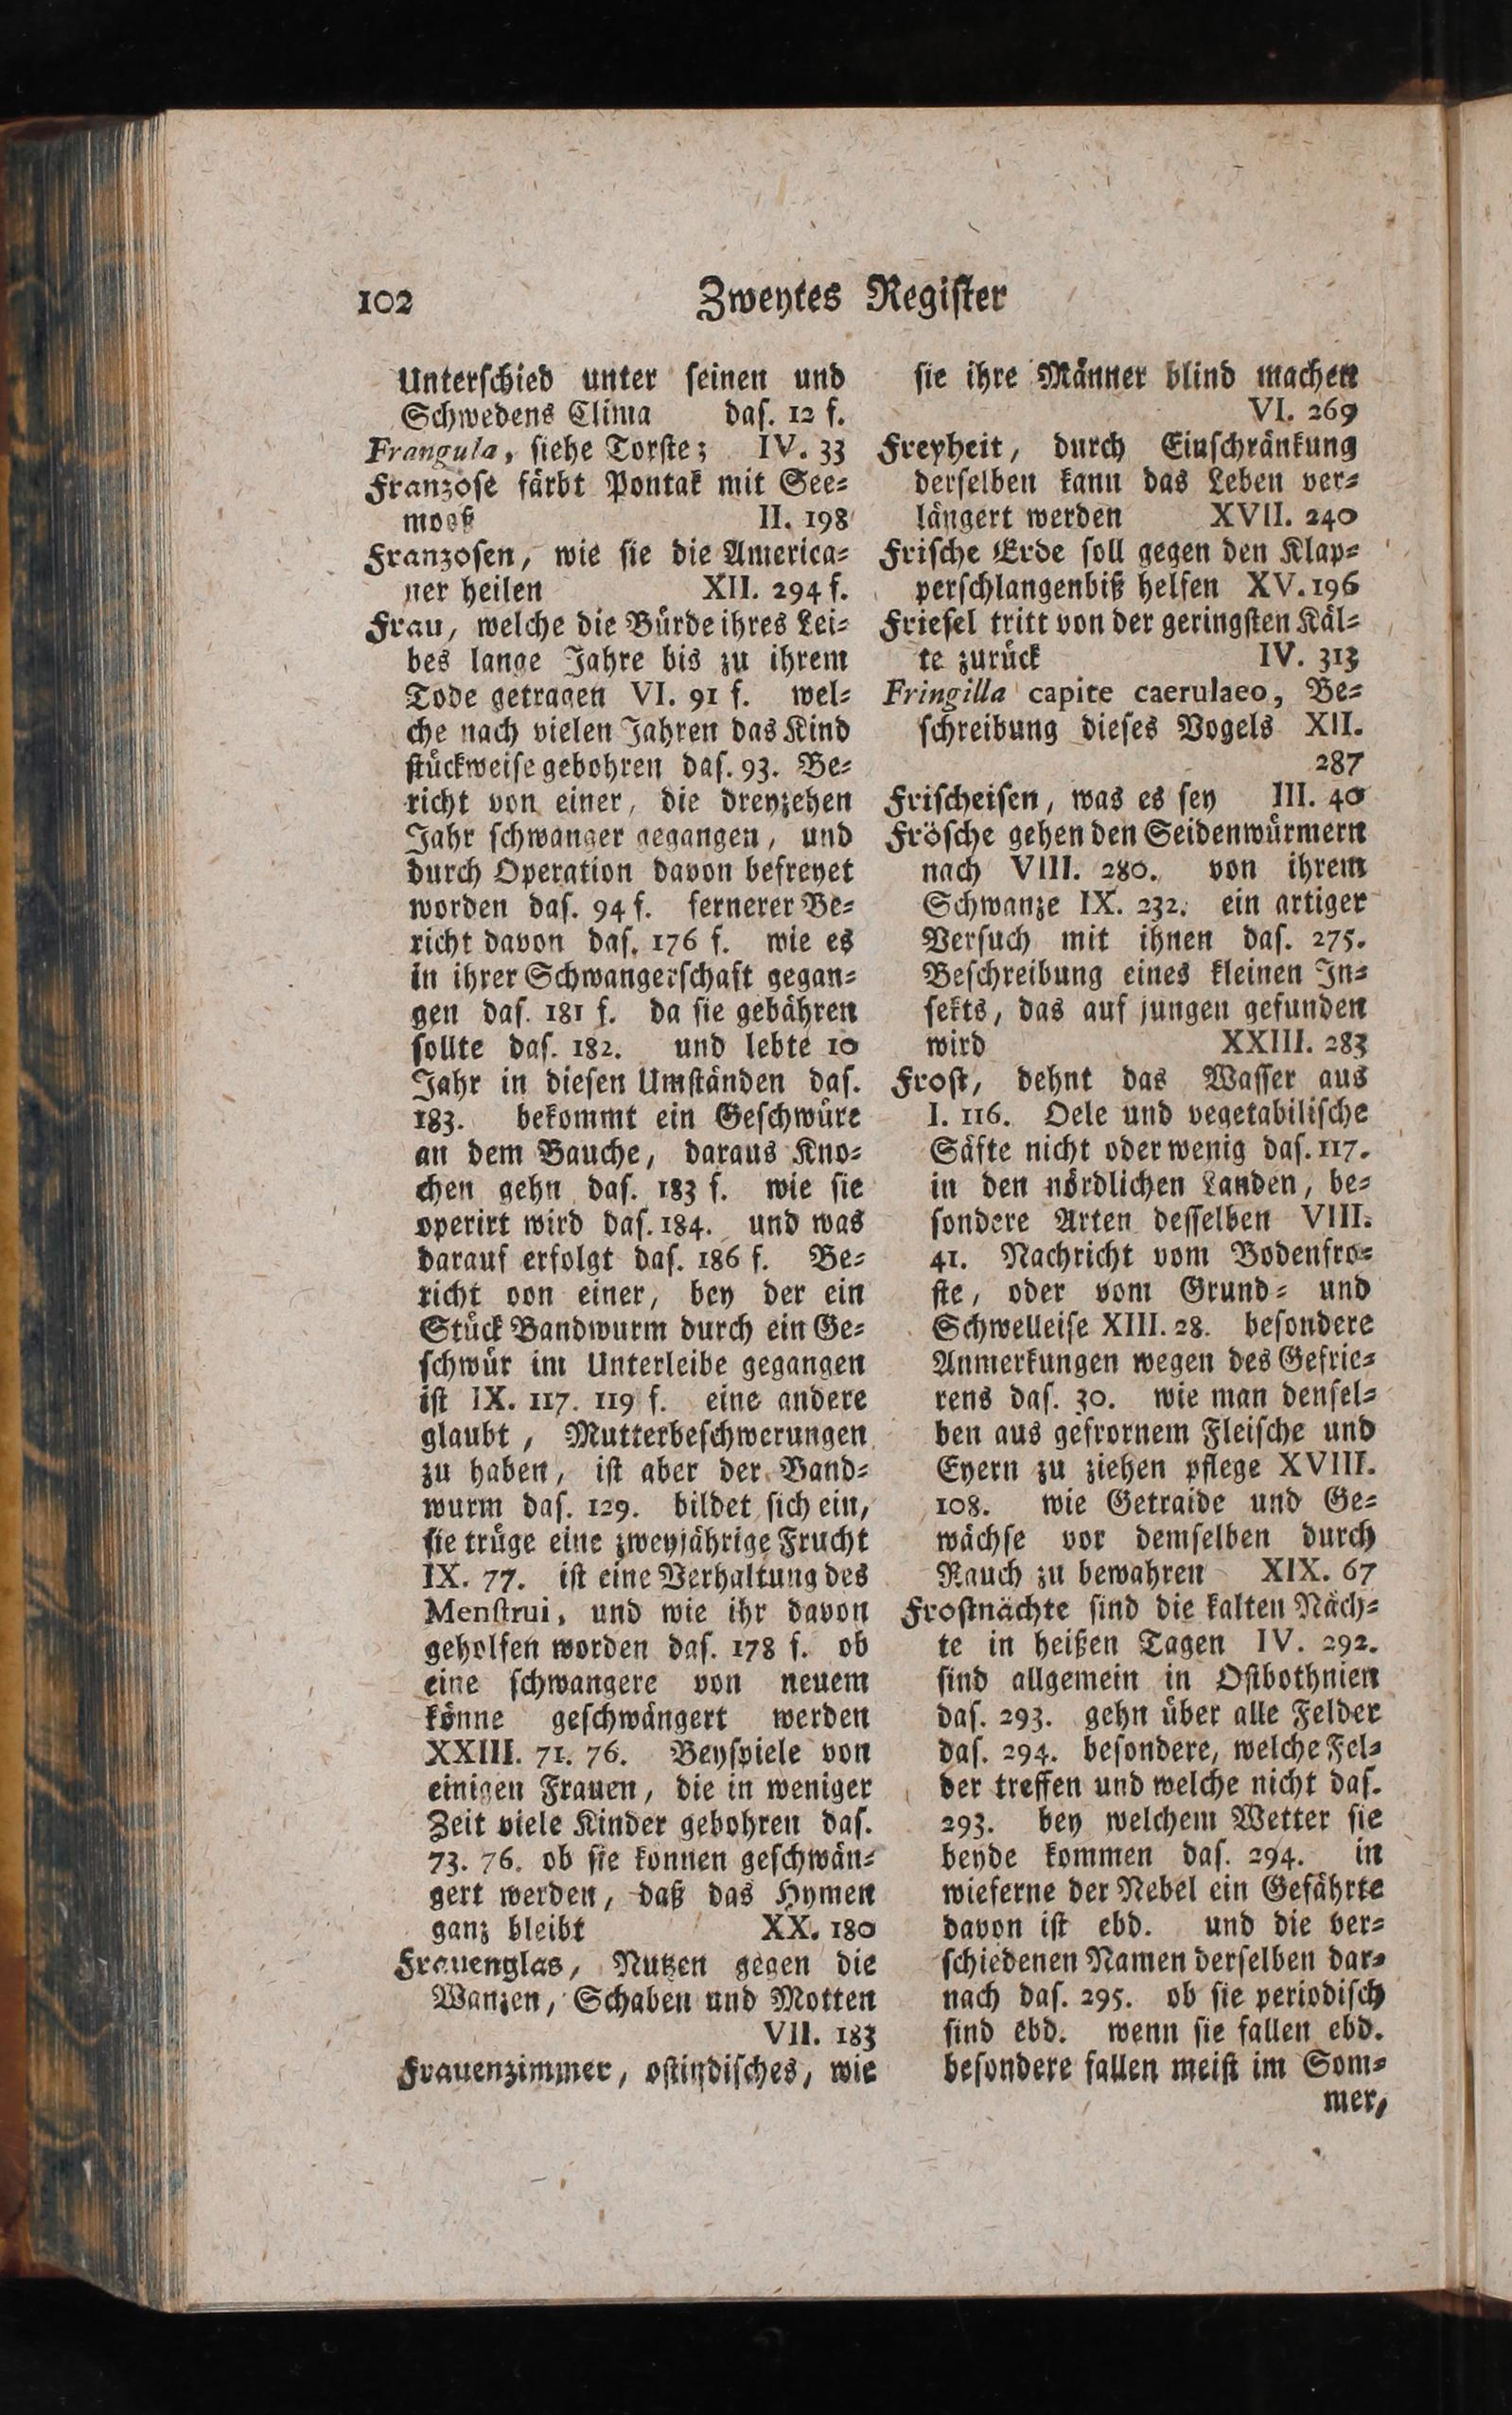 102 Zweytes Register
Unterschied unter seinen und
Schwedens Clima das. 12 f.
Frangula, siehe Torste; IV. 33
Franzose färbt Pontak mit See-
mooß II. 198
Franzosen, wie sie die America-
ner heilen XII. 294 f.
Frau, welche die Bürde ihres Lei-
bes lange Jahre bis zu ihrem
Tode getragen VI. 91 f. wel-
che nach vielen Jahren das Kind
stückweise gebohren das. 93. Be-
richt von einer, die dreyzehen
Jahr schwanger gegangen, und
durch Operation davon befreyet
worden das. 94 f. fernerer Be-
richt davon das. 176 f. wie es
in ihrer Schwangerschaft gegan-
gen das. 181 f. da sie gebähren
sollte das. 182. und lebte 10
Jahr in diesen Umständen das.
183. bekommt ein Geschwüre
an dem Bauche, daraus Kno-
chen gehn das. 183 f. wie sie
operirt wird das. 184. und was
darauf erfolgt das. 186 f. Be-
richt von einer, bey der ein
Stück Bandwurm durch ein Ge-
schwür im Unterleibe gegangen
ist IX. 117. 119 f. eine andere
glaubt, Mutterbeschwerungen
zu haben, ist aber der Band-
wurm das. 129. bildet sich ein,
sie trüge eine zweyjährige Frucht
IX. 77. ist eine Verhaltung des
Menstrui, und wie ihr davon
geholfen worden das. 178 f. ob
eine schwangere von neuem
könne geschwängert werden
XXIII. 71. 76. Beyspiele von
einigen Frauen, die in weniger
Zeit viele Kinder gebohren das.
73. 76. ob sie konnen geschwän-
gert werden, daß das Hymen
ganz bleibt XX. 180
Frauenglas, Nutzen gegen die
Wanzen, Schaben und Motten
VII. 183
Frauenzimmer, ostindisches, wie
sie ihre Männer blind machen
VI. 269
Freyheit, durch Einschränkung
derselben kann das Leben ver-
längert werden XVII. 240
Frische Erde soll gegen den Klap-
perschlangenbiß helfen XV. 196
Friesel tritt von der geringsten Käl-
te zurück IV. 313
Fringilla capite caerulaeo, Be-
schreibung dieses Vogels XII.
287
Frischeisen, was es sey III. 40
Frösche gehen den Seidenwürmern
nach VIII. 280. von ihrem
Schwanze IX. 232. ein artiger
Versuch mit ihnen das. 275.
Beschreibung eines kleinen In-
sekts, das auf jungen gefunden
wird XXIII. 283
Frost, dehnt das Wasser aus
I. 116. Oele und vegetabilische
Säfte nicht oder wenig das. 117.
in den nördlichen Landen, be-
sondere Arten desselben VIII.
41. Nachricht vom Bodenfro-
ste, oder vom Grund- und
Schwelleise XIII. 28. besondere
Anmerkungen wegen des Gefrie-
rens das. 30. wie man densel-
ben aus gefrornem Fleische und
Eyern zu ziehen pflege XVIII.
108. wie Getraide und Ge-
wächse vor demselben durch
Rauch zu bewahren XIX. 67
Frostnächte sind die kalten Näch-
te in heißen Tagen IV. 292.
sind allgemein in Ostbothnien
das. 293. gehn über alle Felder
das. 294. besondere, welche Fel-
der treffen und welche nicht das.
293. bey welchem Wetter sie
beyde kommen das. 294. in
wieferne der Nebel ein Gefährte
davon ist ebd. und die ver-
schiedenen Namen derselben dar-
nach das. 295. ob sie periodisch
sind ebd. wenn sie fallen ebd.
besondere fallen meist im Som-
mer,